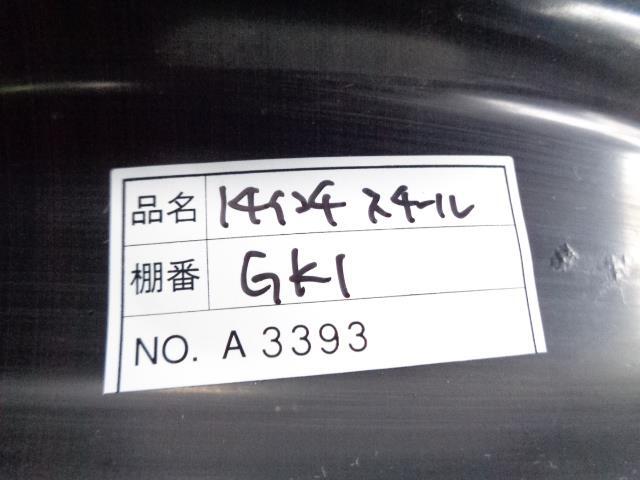 品名 14インチ スチール
棚番 GK1
NO. A 3393